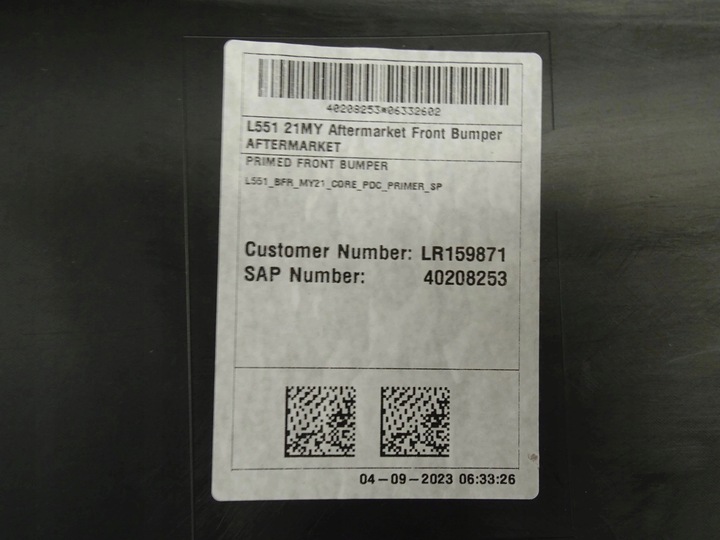 40208253*06332602
L551 21MY Aftermarket Front Bumper
AFTERMARKET
PRIMED FRONT BUMPER
L551_BFR_MY21_CORE_PDC_PRIMER_SP
Customer Number: LR159871
SAP Number: 40208253
04-09-2023 06:33:26